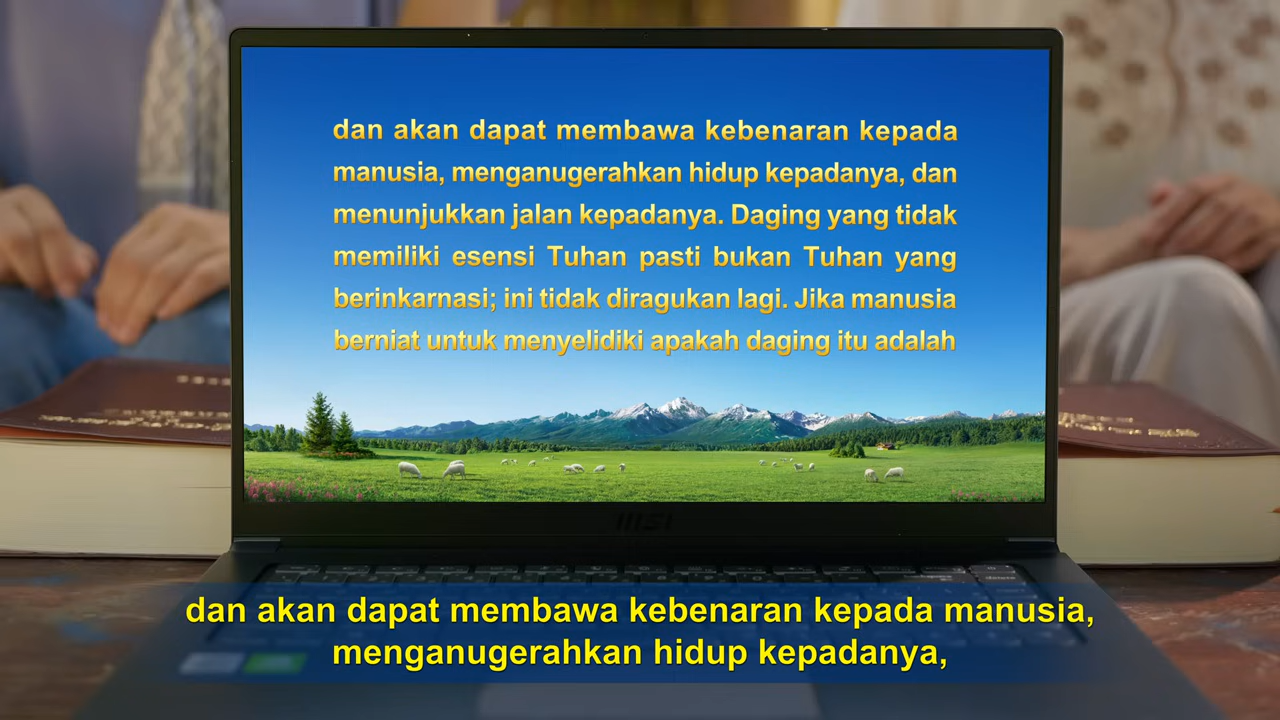 dan akan dapat membawa kebenaran kepada
manusia, menganugerahkan hidup kepadanya, dan
menunjukkan jalan kepadanya. Daging yang tidak
memiliki esensi Tuhan pasti bukan Tuhan yang
berinkarnasi; ini tidak diragukan lagi. Jika manusia
berniat untuk menyelidiki apakah daging itu adalah
msi
delete
dan akan dapat membawa kebenaran kepada manusia,
menganugerahkan hidup kepadanya,